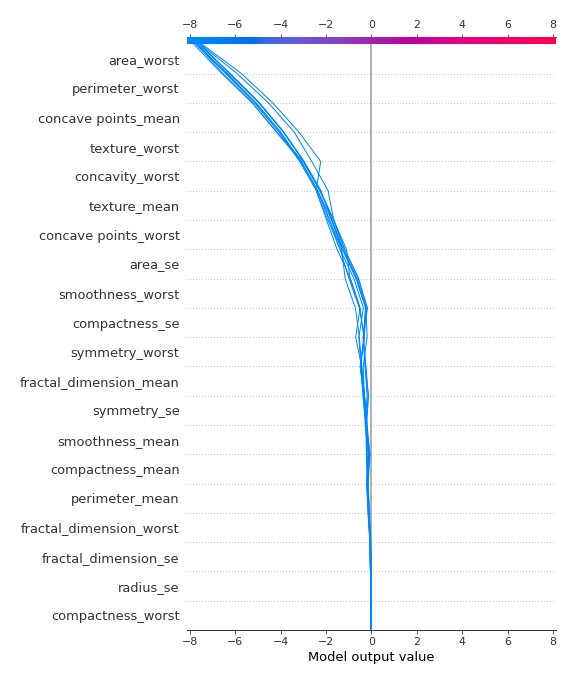 −8 −6 −4 −2 0 2 4 6 8
area_worst
perimeter_worst
concave points_mean
texture_worst
concavity_worst
texture_mean
concave points_worst
area_se
smoothness_worst
compactness_se
symmetry_worst
fractal_dimension_mean
symmetry_se
smoothness_mean
compactness_mean
perimeter_mean
fractal_dimension_worst
fractal_dimension_se
radius_se
compactness_worst
−8 −6 −4 −2 0 2 4 6 8
Model output value